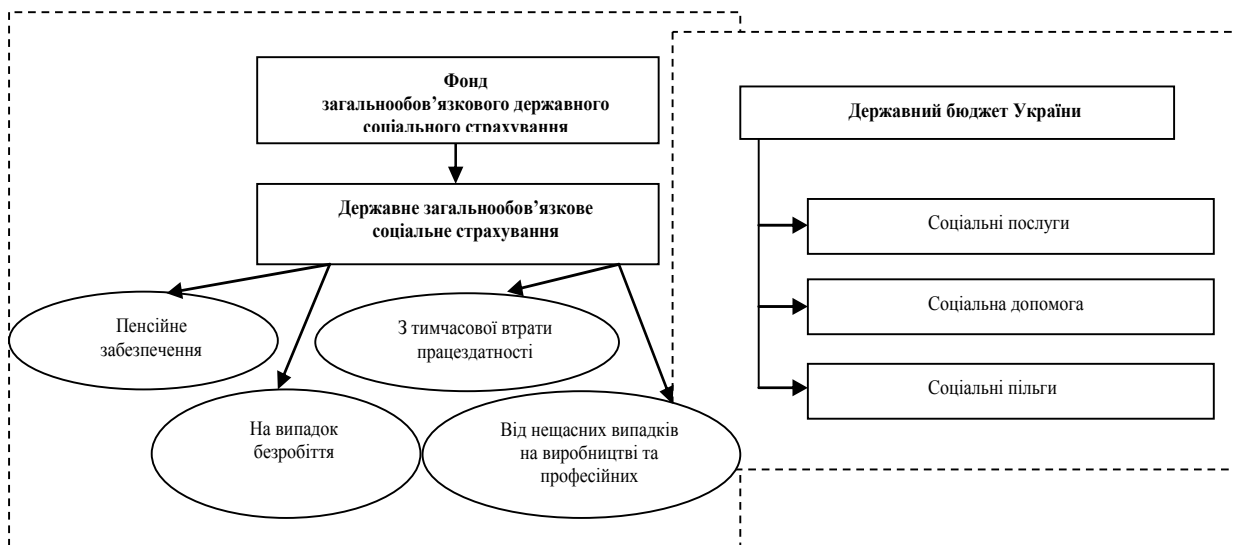 Фонд
загальнообов’язкового державного
соціального страхування
Державне загальнообов’язкове
соціальне страхування
Пенсійне
забезпечення
З тимчасової втрати
працездатності
На випадок
безробіття
Від нещасних випадків
на виробництві та
професійних
Державний бюджет України
Соціальні послуги
Соціальна допомога
Соціальні пільги